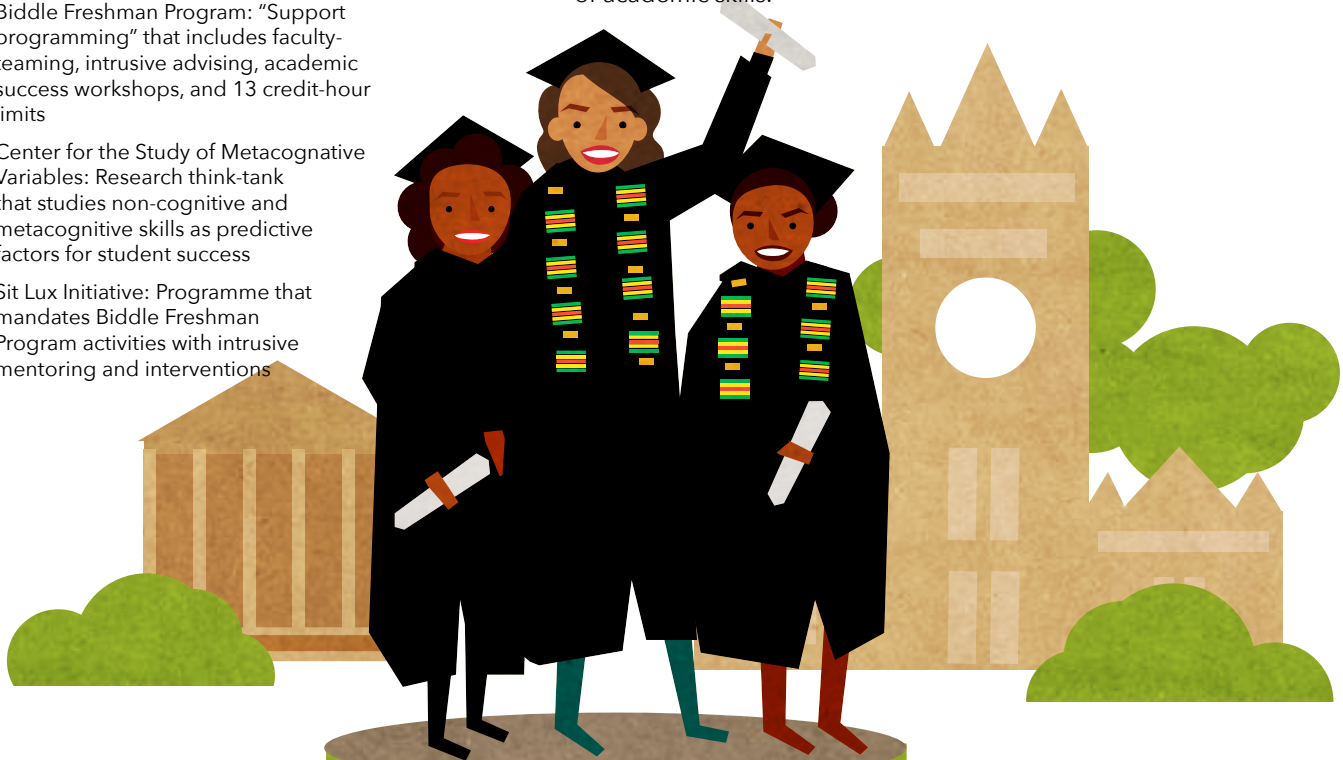 Biddle Freshman Program: “Support
programming” that includes faculty-
teaming, intrusive advising, academic
success workshops, and 13 credit-hour
limits
Center for the Study of Metacognative
Variables: Research think-tank
that studies non-cognitive and
metacognitive skills as predictive
factors for student success
Sit Lux Initiative: Programme that
mandates Biddle Freshman
Program activities with intrusive
mentoring and interventions
of academic skills.